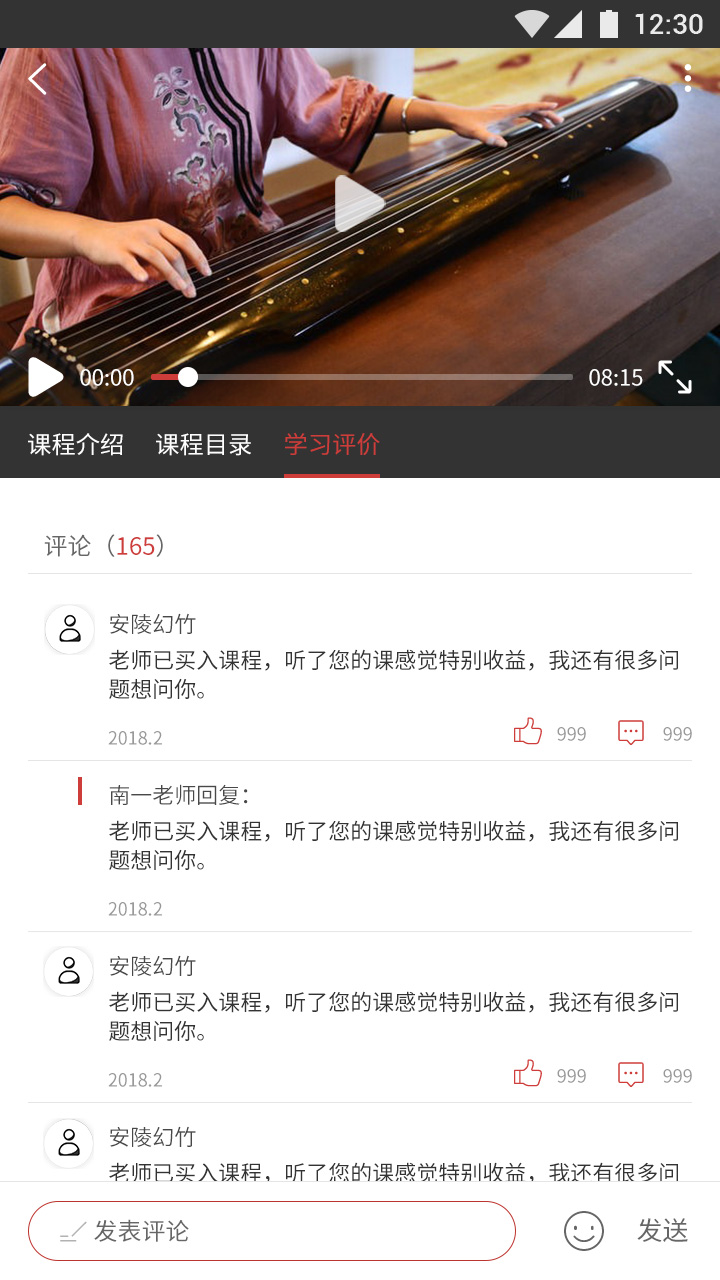 12:30
00:00 08:15
课程介绍 课程目录 学习评价
评论（165）
安陵幻竹
老师已买入课程，听了您的课感觉特别收益，我还有很多问
题想问你。
2018.2 999 999
南一老师回复：
老师已买入课程，听了您的课感觉特别收益，我还有很多问
题想问你。
2018.2
安陵幻竹
老师已买入课程，听了您的课感觉特别收益，我还有很多问
题想问你。
2018.2 999 999
安陵幻竹
老师已买入课程，听了您的课感觉特别收益，我还有很多问
发表评论 发送